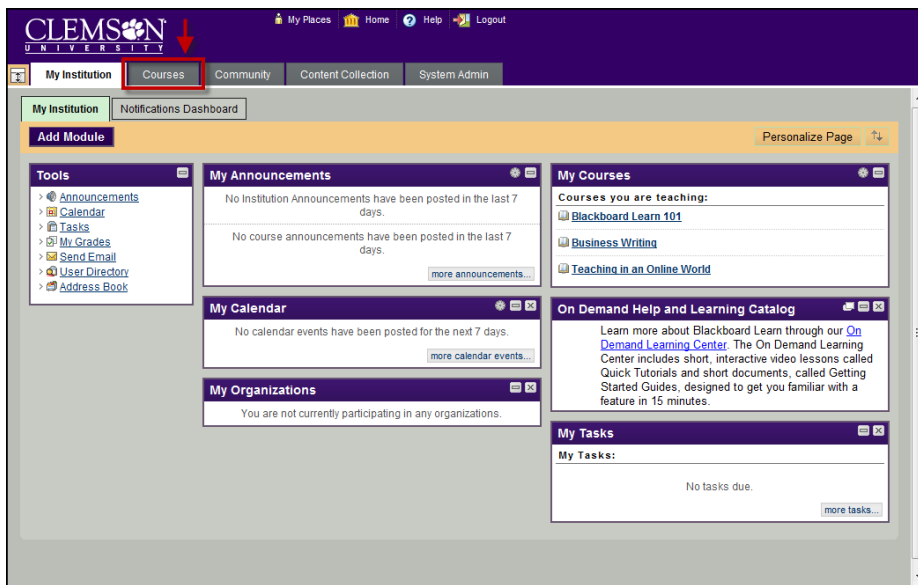 CLEMSON
UNIVERSITY
My Places Home Help Logout
My Institution Courses Community Content Collection System Admin
My Institution Notifications Dashboard
Add Module
Personalize Page
Tools
Announcements
Calendar
Tasks
My Grades
Send Email
User Directory
Address Book
My Announcements
No Institution Announcements have been posted in the last 7
days.
No course announcements have been posted in the last 7
days.
more announcements...
My Calendar
No calendar events have been posted for the next 7 days.
more calendar events...
My Organizations
You are not currently participating in any organizations.
My Courses
Courses you are teaching:
Blackboard Learn 101
Business Writing
Teaching in an Online World
On Demand Help and Learning Catalog
Learn more about Blackboard Learn through our On
Demand Learning Center. The On Demand Learning
Center includes short, interactive video lessons called
Quick Tutorials and short documents, called Getting
Started Guides, designed to get you familiar with a
feature in 15 minutes.
My Tasks
My Tasks:
No tasks due.
more tasks...